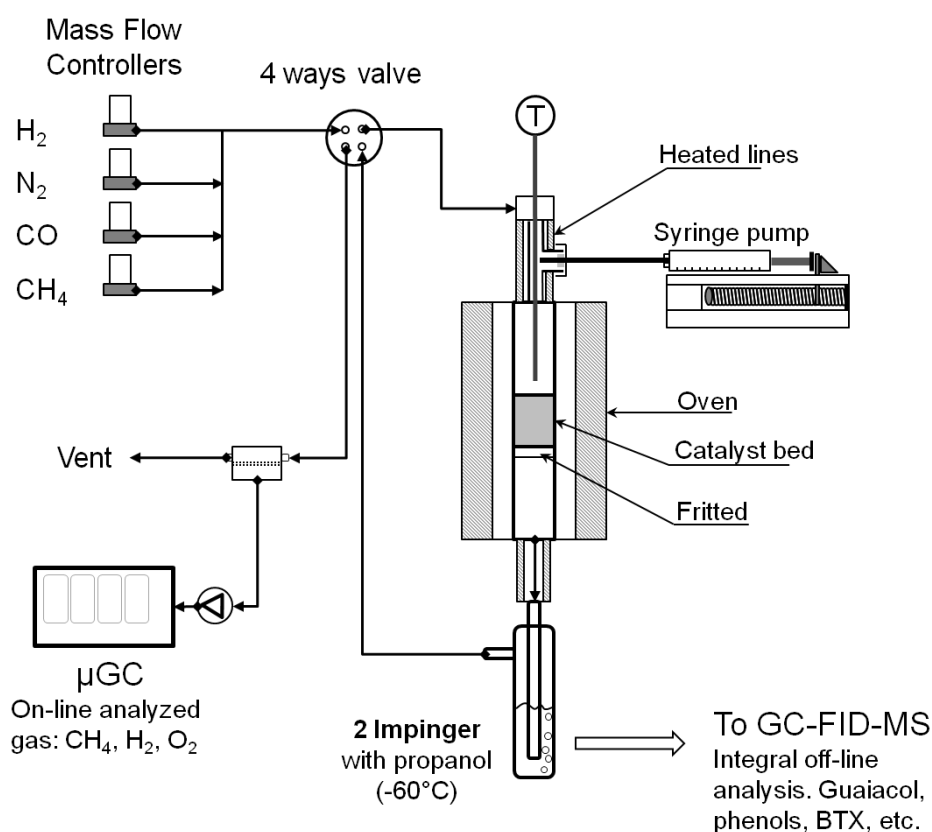 Mass Flow
Controllers
4 ways valve
H₂
N₂
CO
CH₄
T
Heated lines
Syringe pump
Oven
Catalyst bed
Fritted
Vent
µGC
On-line analyzed
gas: CH₄, H₂, O₂
2 Impinger
with propanol
(-60°C)
To GC-FID-MS
Integral off-line
analysis. Guaiacol,
phenols, BTX, etc.